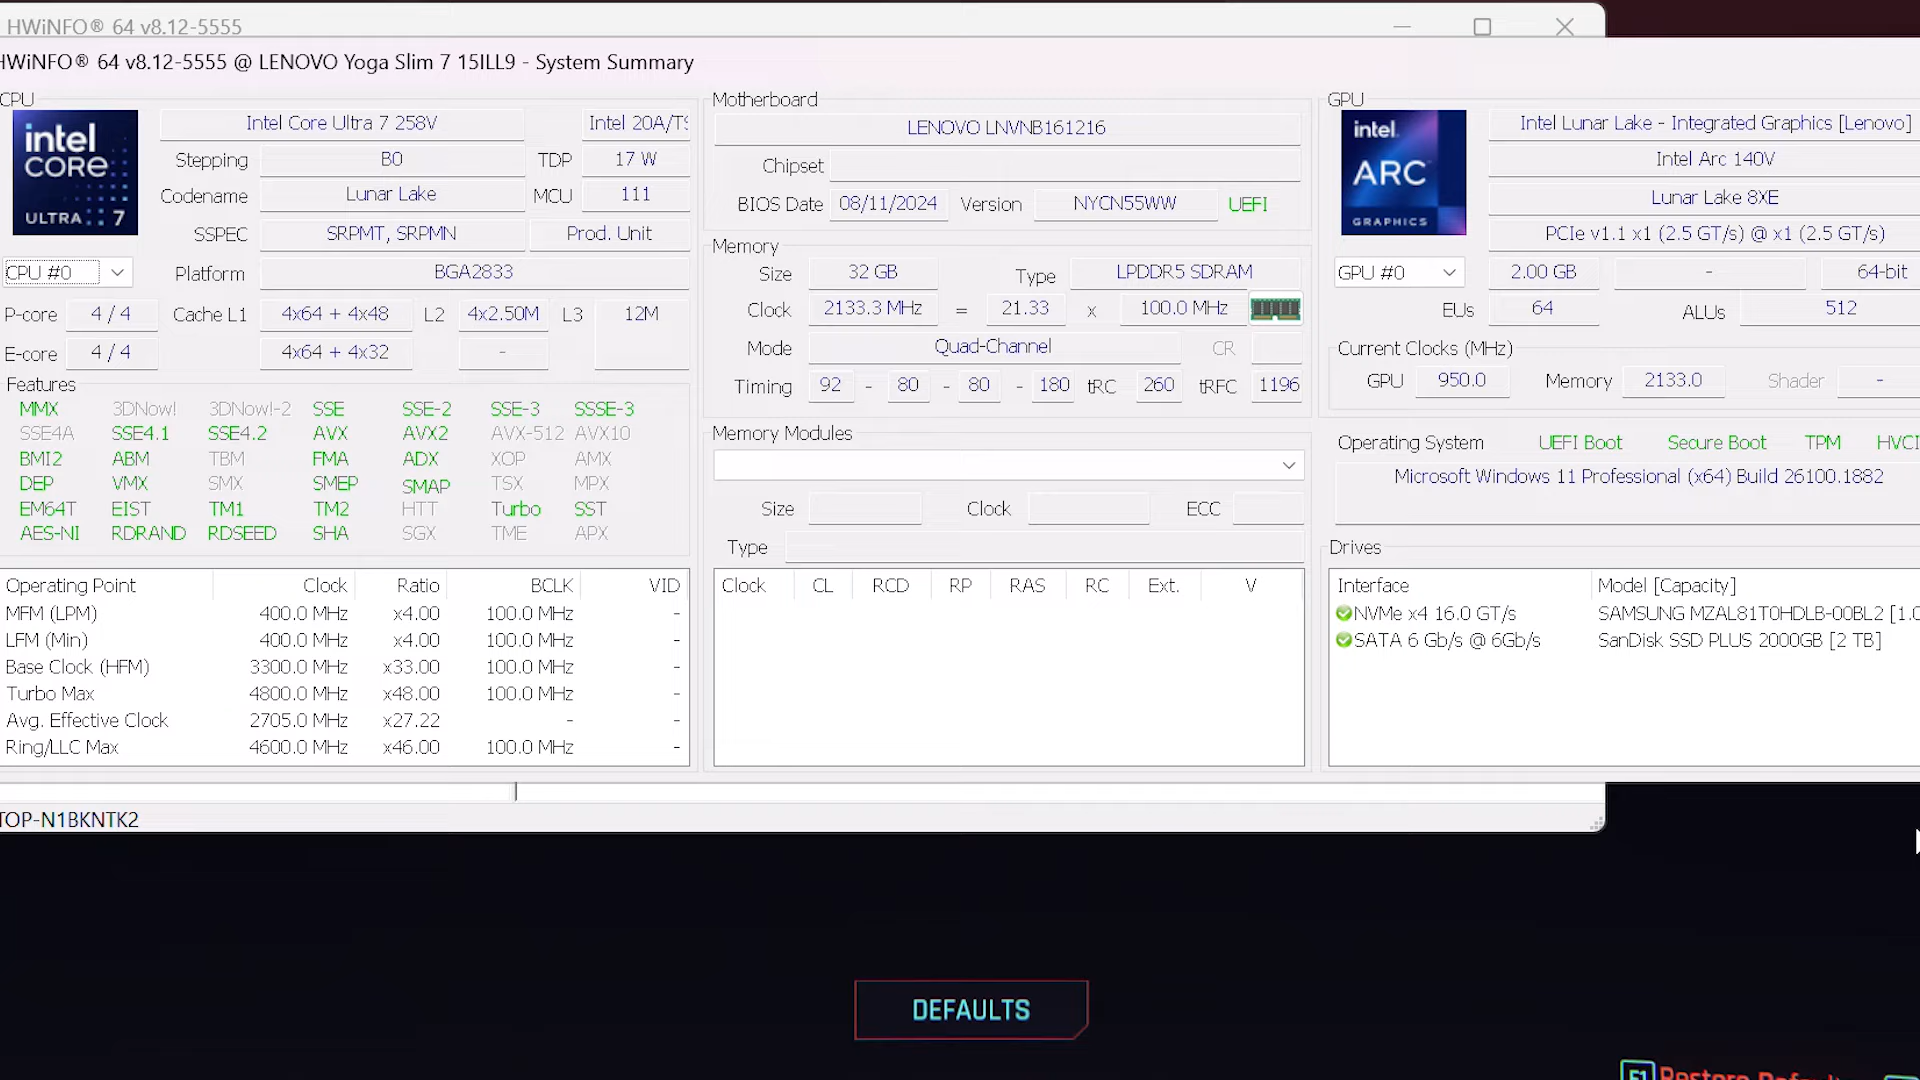 HWiNFO® 64 v8.12-5555
HWiNFO® 64 v8.12-5555 @ LENOVO Yoga Slim 7 15ILL9 - System Summary
CPU
intel CORE ULTRA 7
Intel Core Ultra 7 258V Intel 20A/TS
Stepping B0 TDP 17 W
Codename Lunar Lake MCU 111
SSPEC SRPMT, SRPMN Prod. Unit
CPU #0 Platform BGA2833
P-core 4 / 4 Cache L1 4x64 + 4x48 L2 4x2.50M L3 12M
E-core 4 / 4 4x64 + 4x32 -
Features
MMX 3DNow! 3DNow!-2 SSE SSE-2 SSE-3 SSSE-3
SSE4A SSE4.1 SSE4.2 AVX AVX2 AVX-512 AVX10
BMI2 ABM TBM FMA ADX XOP AMX
DEP VMX SMX SMEP SMAP TSX MPX
EM64T EIST TM1 TM2 HTT Turbo SST
AES-NI RDRAND RDSEED SHA SGX TME APX
Operating Point Clock Ratio BCLK VID
MFM (LPM) 400.0 MHz x4.00 100.0 MHz -
LFM (Min) 400.0 MHz x4.00 100.0 MHz -
Base Clock (HFM) 3300.0 MHz x33.00 100.0 MHz -
Turbo Max 4800.0 MHz x48.00 100.0 MHz -
Avg. Effective Clock 2705.0 MHz x27.22 - -
Ring/LLC Max 4600.0 MHz x46.00 100.0 MHz -
Motherboard
LENOVO LNVNB161216
Chipset
BIOS Date 08/11/2024 Version NYCN55WW UEFI
Memory
Size 32 GB Type LPDDR5 SDRAM
Clock 2133.3 MHz = 21.33 x 100.0 MHz
Mode Quad-Channel CR
Timing 92 - 80 - 80 - 180 tRC 260 tRFC 1196
Memory Modules
Size Clock ECC
Type
Clock CL RCD RP RAS RC Ext. V
GPU
intel. ARC GRAPHICS
Intel Lunar Lake - Integrated Graphics [Lenovo]
Intel Arc 140V
Lunar Lake 8XE
PCIe v1.1 x1 (2.5 GT/s) @ x1 (2.5 GT/s)
GPU #0 2.00 GB - 64-bit
EUs 64 ALUs 512
Current Clocks (MHz)
GPU 950.0 Memory 2133.0 Shader -
Operating System UEFI Boot Secure Boot TPM HVCI
Microsoft Windows 11 Professional (x64) Build 26100.1882
Drives
Interface Model [Capacity]
NVMe x4 16.0 GT/s SAMSUNG MZAL81T0HDLB-00BL2 [1.0
SATA 6 Gb/s @ 6Gb/s SanDisk SSD PLUS 2000GB [2 TB]
TOP-N1BKNTK2
DEFAULTS
F1 Restore Defaults